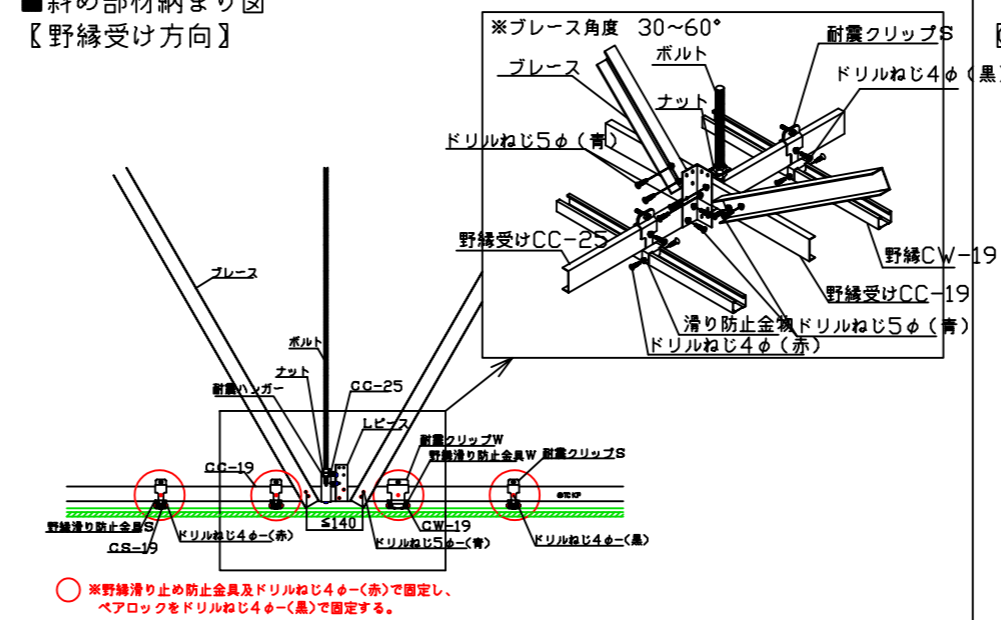 ■斜め部材納まり図
【野縁受け方向】
※ブレース角度 30~60°
ボルト
耐震クリップS
ブレース
ドリルねじ4φ(黒)
ナット
ドリルねじ5φ(青)
野縁受けCC-25
野縁CW-19
野縁受けCC-19
滑り防止金物
ドリルねじ5φ(青)
ドリルねじ4φ(赤)
ブレース
ボルト
ナット
耐震ハンガー
CC-25
Lピース
耐震クリップW
野縁滑り防止金具W
耐震クリップS
CC-19
野縁滑り防止金具S
CS-19
ドリルねじ4φ-(赤)
≦140
CW-19
ドリルねじ5φ-(青)
ドリルねじ4φ-(黒)
※野縁滑り止め防止金具及ドリルねじ4φ-(赤)で固定し、
ペアロックをドリルねじ4φ-(黒)で固定する。